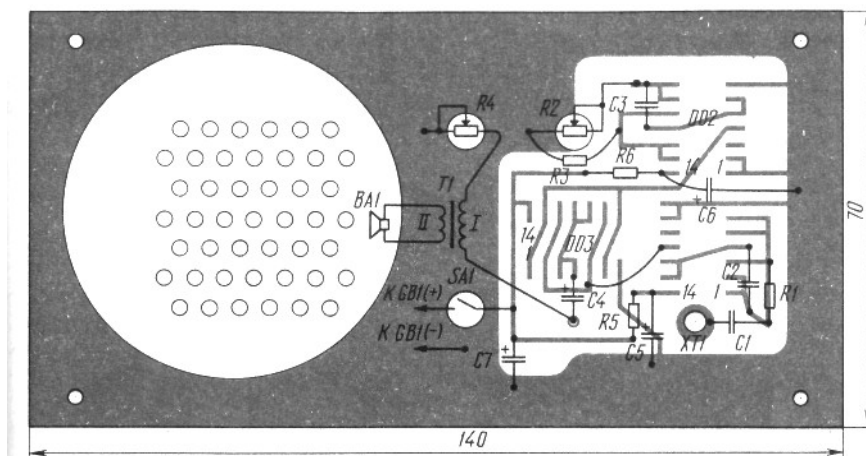 R4
R2
C3
DD2
R3
R6
14 1
C6
T1
BA1
II
I
14
1
DD3
SA1
К GB1(+)
К GB1(-)
C4
R5
14 1
C2
R1
C7
C5
XT1
C1
70
140